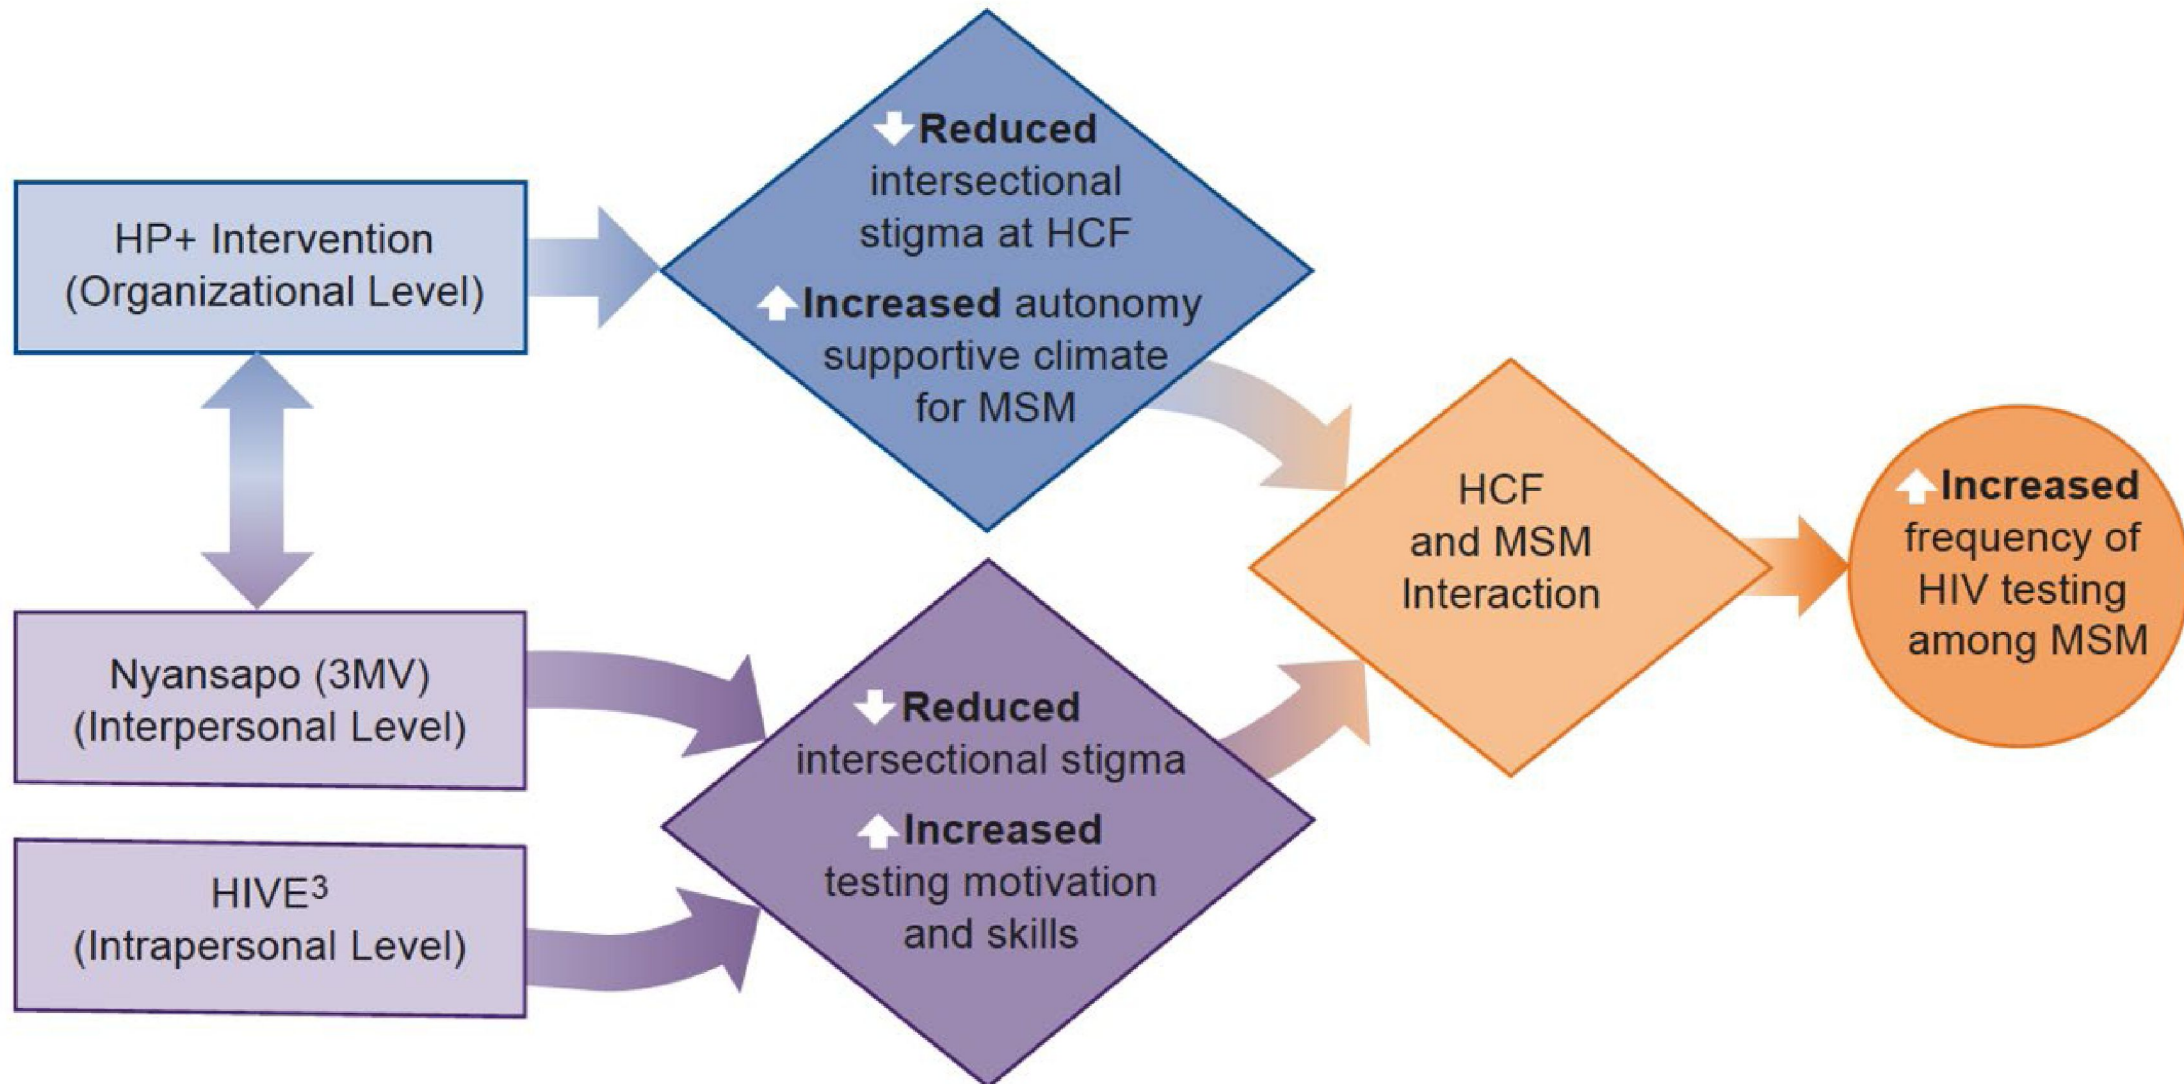 HP+ Intervention
(Organizational Level)
Reduced
intersectional
stigma at HCF
Increased autonomy
supportive climate
for MSM
Nyansapo (3MV)
(Interpersonal Level)
HIVE³
(Intrapersonal Level)
Reduced
intersectional stigma
Increased
testing motivation
and skills
HCF
and MSM
Interaction
Increased
frequency of
HIV testing
among MSM